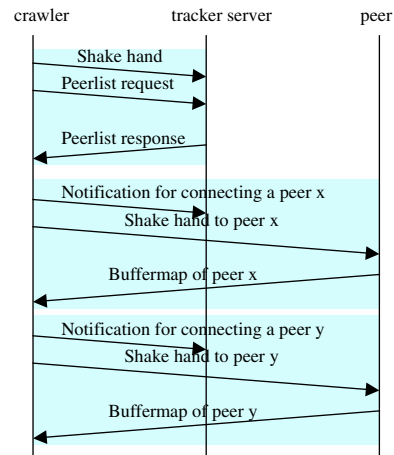 crawler tracker server peer
Shake hand
Peerlist request
Peerlist response
Notification for connecting a peer x
Shake hand to peer x
Buffermap of peer x
Notification for connecting a peer y
Shake hand to peer y
Buffermap of peer y